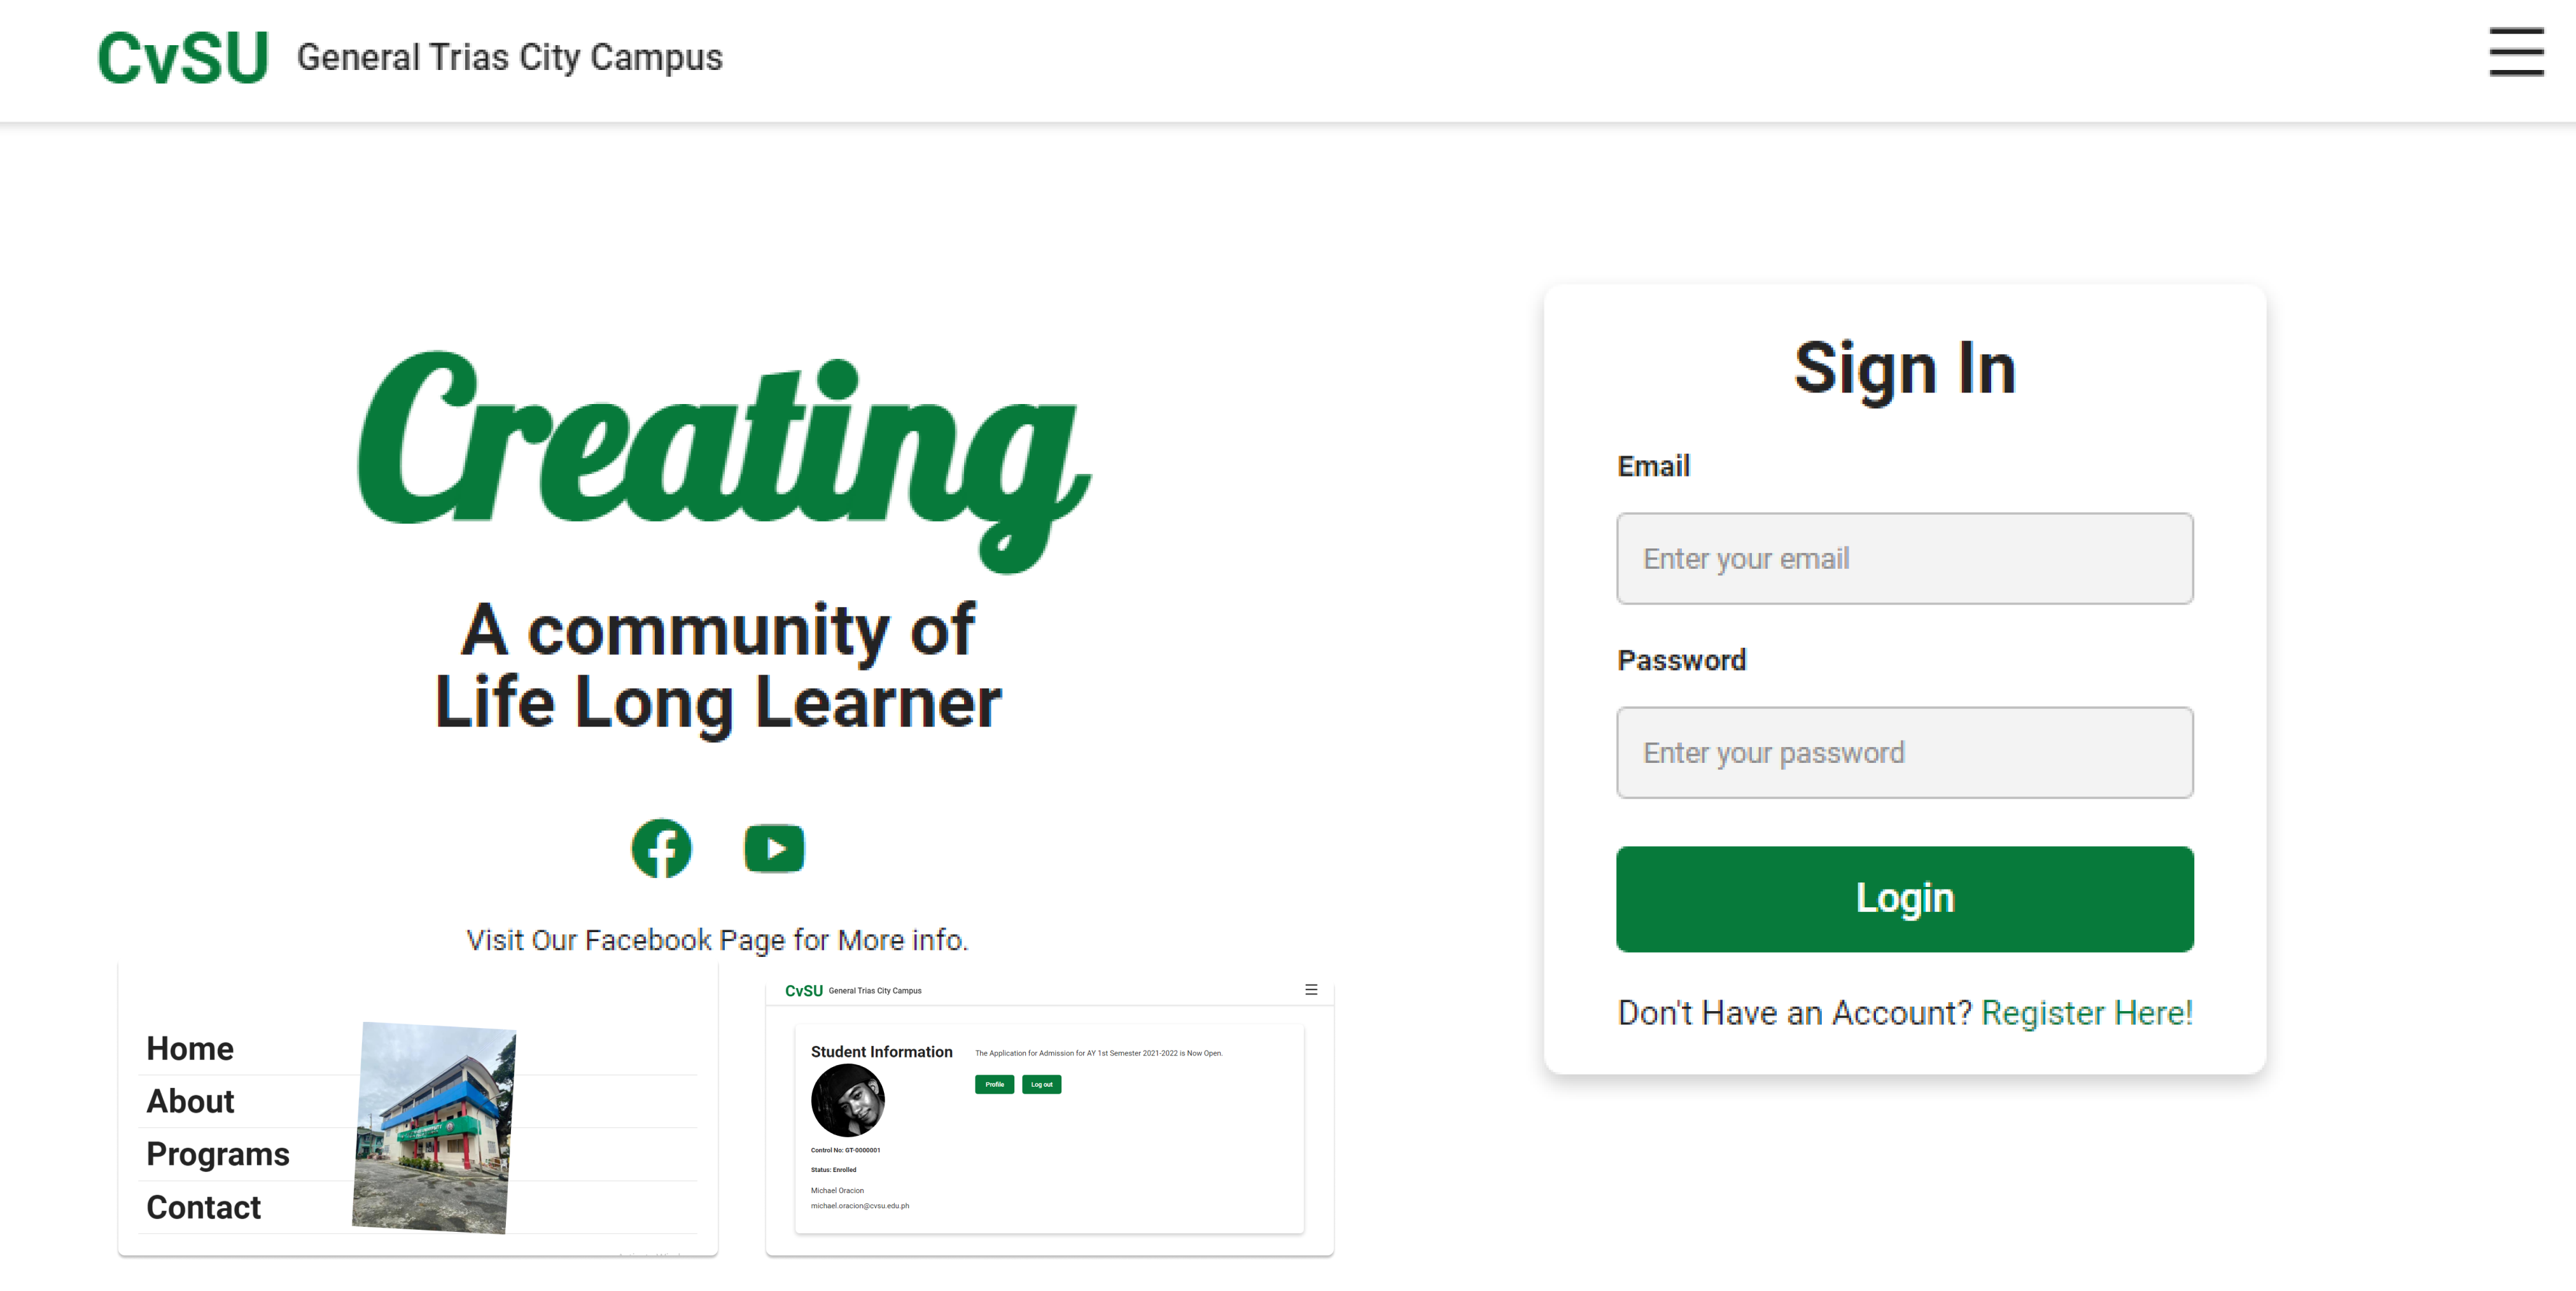 CvSU General Trias City Campus
Creating
A community of
Life Long Learner
Visit Our Facebook Page for More info.
Sign In
Email
Enter your email
Password
Enter your password
Login
Don't Have an Account? Register Here!
Home
About
Programs
Contact
CvSU General Trias City Campus
Student Information
The Application for Admission for AY 1st Semester 2021-2022 is Now Open.
Profile Log out
Control No: GT-0000001
Status: Enrolled
Michael Oracion
michael.oracion@cvsu.edu.ph